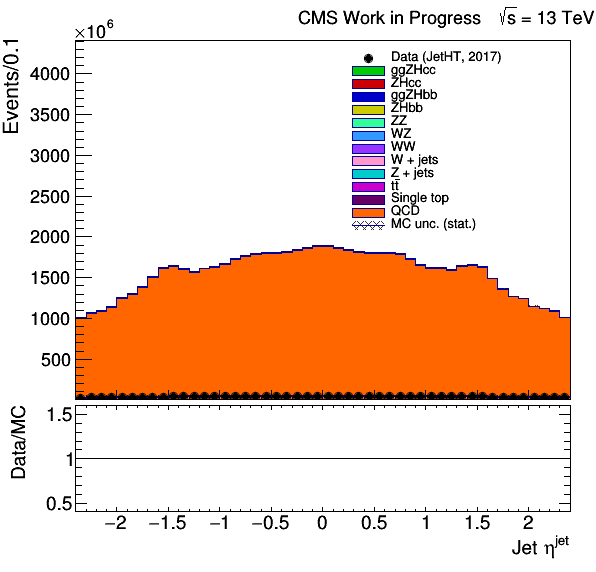 CMS Work in Progress √s = 13 TeV
×10⁶
Events/0.1
4000
3500
3000
2500
2000
1500
1000
500
Data (JetHT, 2017)
ggZHcc
ZHcc
ggZHbb
ZHbb
ZZ
WZ
WW
W + jets
Z + jets
tt̄
Single top
QCD
MC unc. (stat.)
Data/MC
1.5
1
0.5
−2 −1.5 −1 −0.5 0 0.5 1 1.5 2
Jet η^jet